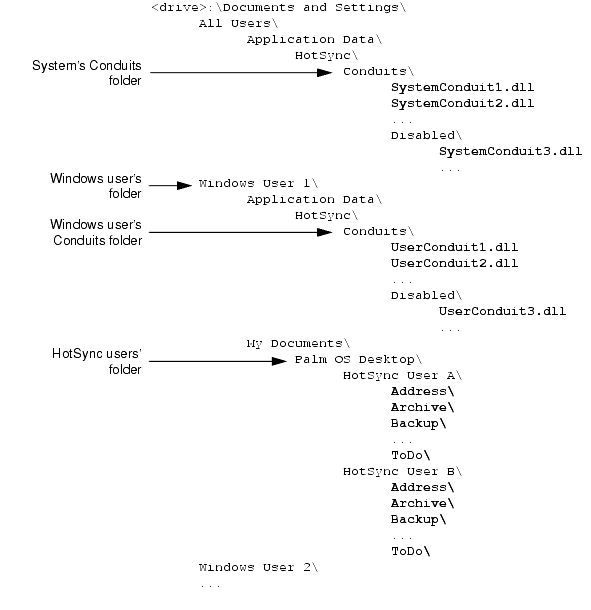 <drive>:\Documents and Settings\
All Users\
Application Data\
HotSync\
System's Conduits folder
Conduits\
SystemConduit1.dll
SystemConduit2.dll
...
Disabled\
SystemConduit3.dll
...
Windows user's folder
Windows User 1\
Application Data\
HotSync\
Windows user's Conduits folder
Conduits\
UserConduit1.dll
UserConduit2.dll
...
Disabled\
UserConduit3.dll
...
My Documents\
HotSync users' folder
Palm OS Desktop\
HotSync User A\
Address\
Archive\
Backup\
...
ToDo\
HotSync User B\
Address\
Archive\
Backup\
...
ToDo\
Windows User 2\
...